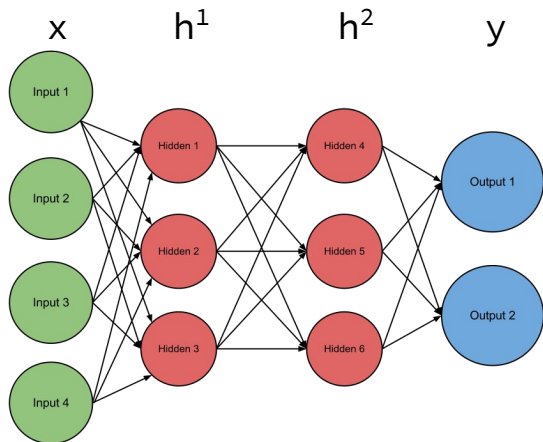 x
h¹
h²
y
Input 1
Input 2
Input 3
Input 4
Hidden 1
Hidden 2
Hidden 3
Hidden 4
Hidden 5
Hidden 6
Output 1
Output 2